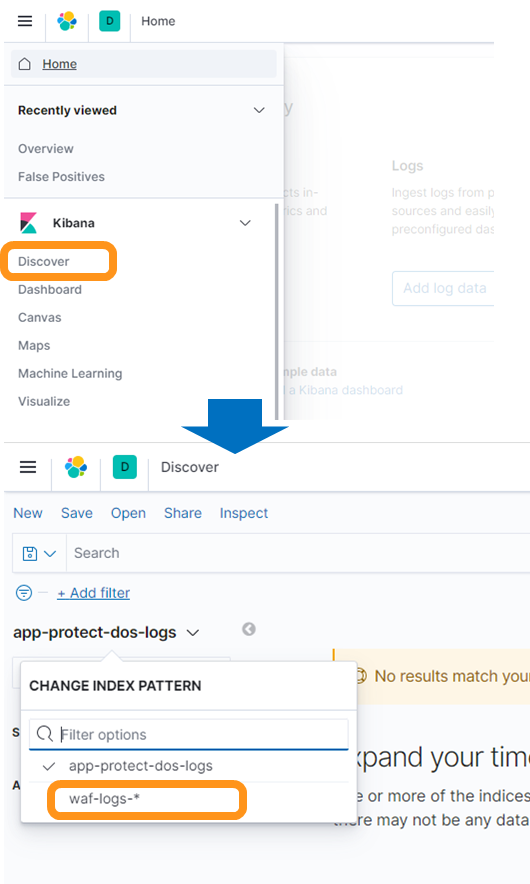 D Home
Home
Recently viewed
Overview
False Positives
Kibana
Discover
Dashboard
Canvas
Maps
Machine Learning
Visualize
y
Logs
cts in-
Ingest logs from p
rics and
sources and easily
preconfigured das
Add log data
mple data
a Kibana dashboard
D Discover
New Save Open Share Inspect
Search
+ Add filter
app-protect-dos-logs
No results match your
CHANGE INDEX PATTERN
Filter options
app-protect-dos-logs
waf-logs-*
S
A
xpand your time
e or more of the indices
there may not be any data